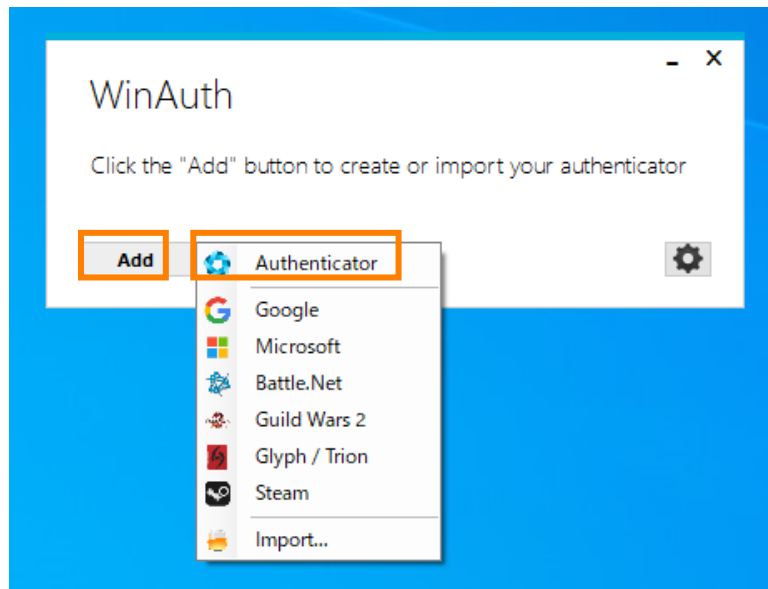 WinAuth
Click the "Add" button to create or import your authenticator
Add
Authenticator
Google
Microsoft
Battle.Net
Guild Wars 2
Glyph / Trion
Steam
Import...